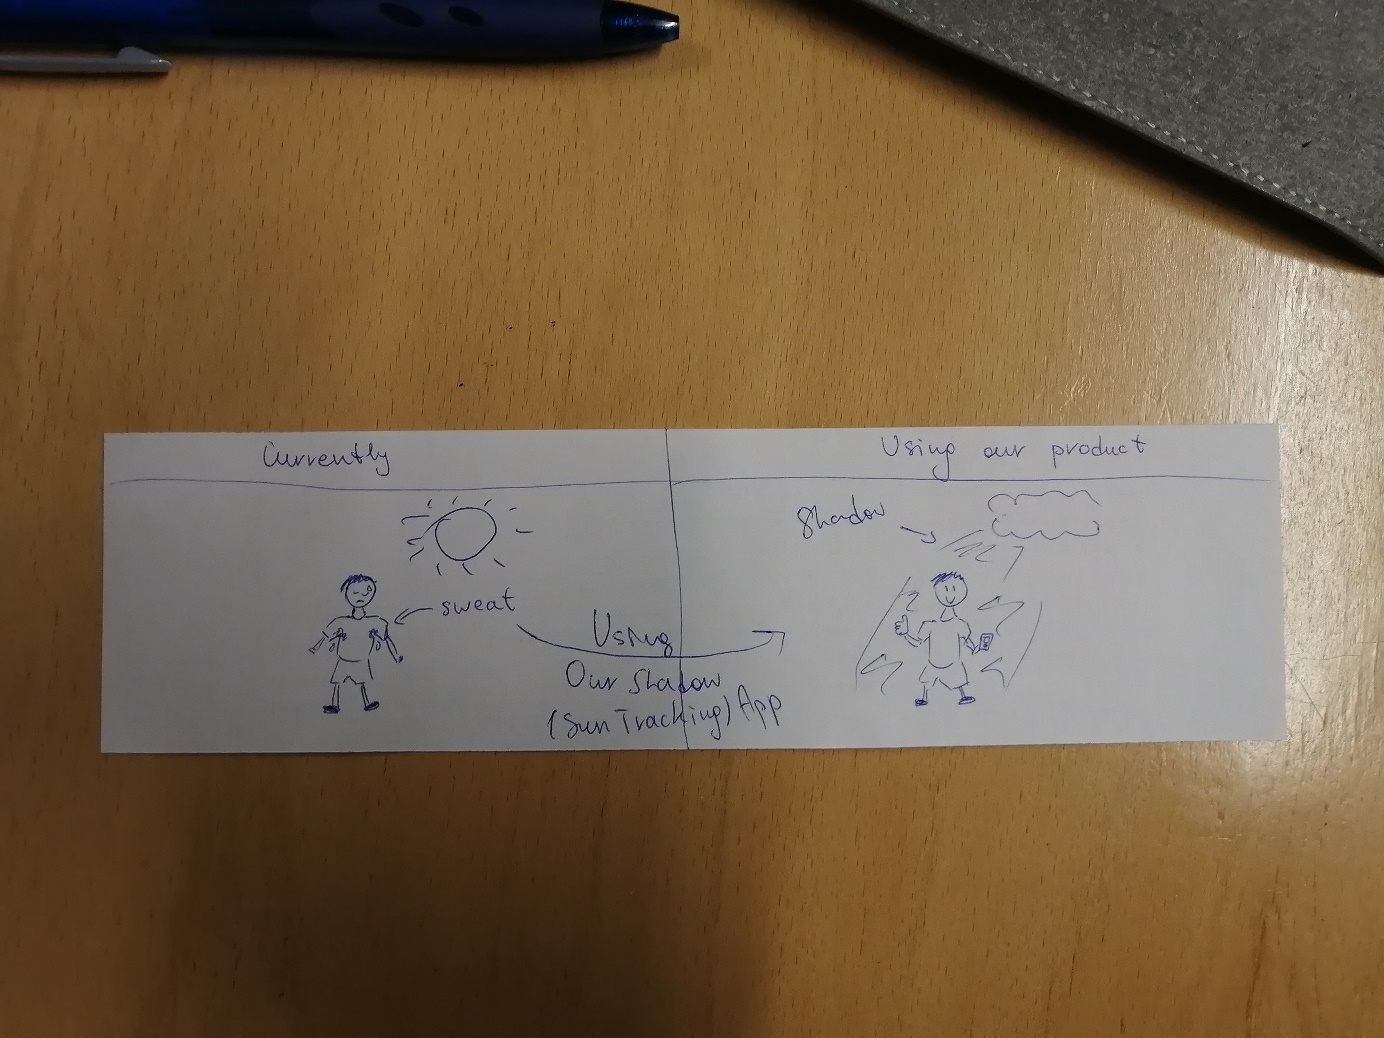 Currently
Using our product
shadow
sweat
Using
Our Shadow
(Sun Tracking) App